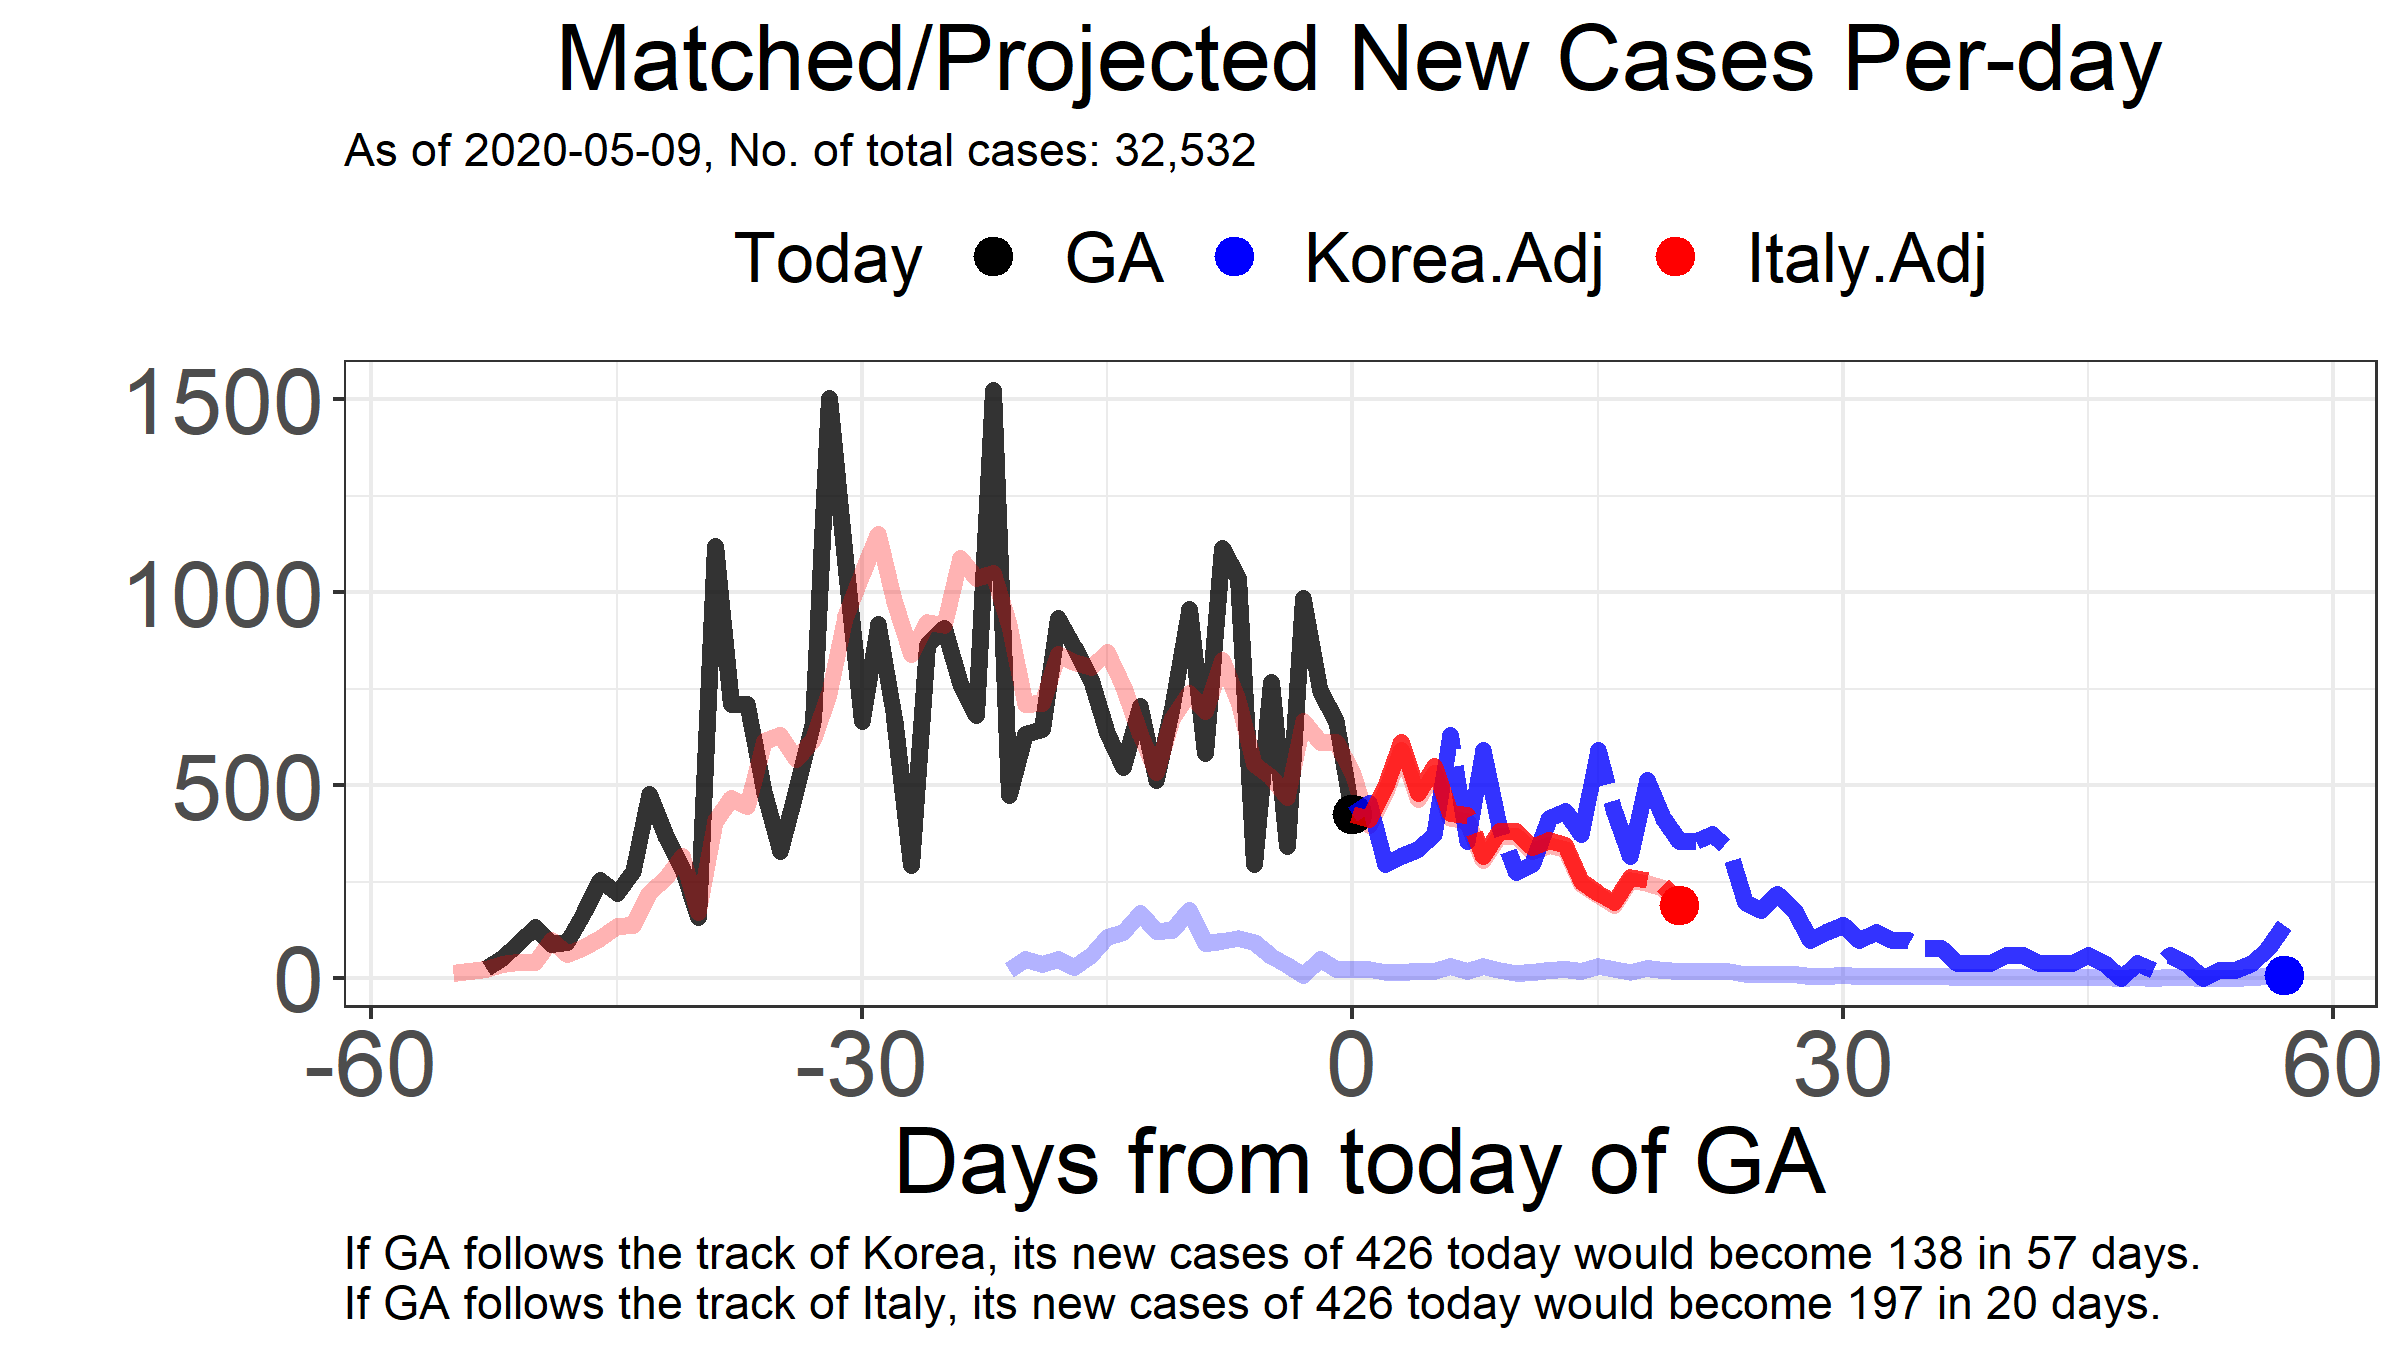 Matched/Projected New Cases Per-day
As of 2020-05-09, No. of total cases: 32,532
Today GA Korea.Adj Italy.Adj
1500
1000
500
0
-60 -30 0 30 60
Days from today of GA
If GA follows the track of Korea, its new cases of 426 today would become 138 in 57 days.
If GA follows the track of Italy, its new cases of 426 today would become 197 in 20 days.